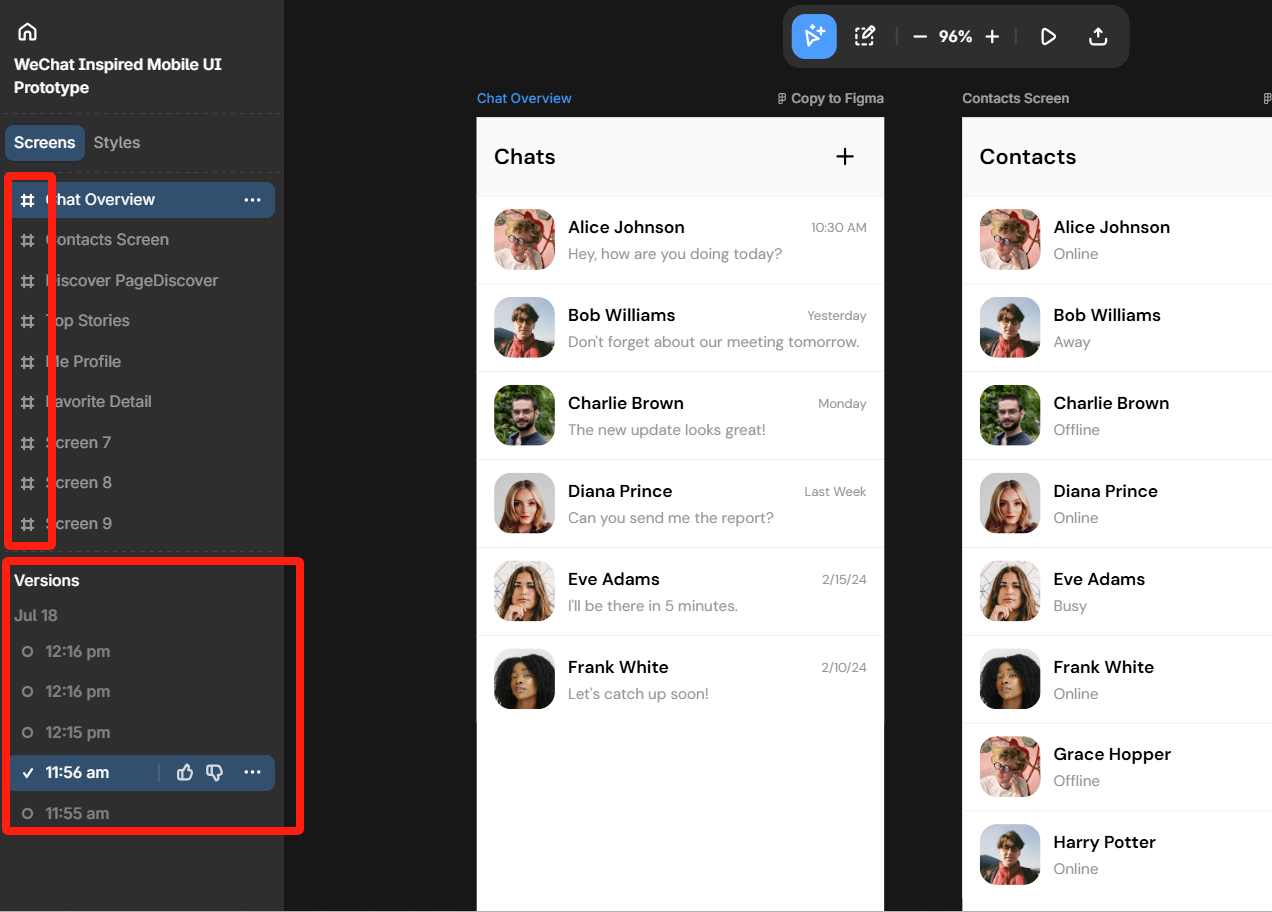 WeChat Inspired Mobile UI
Prototype
Screens
Styles
Chat Overview
Contacts Screen
Discover PageDiscover
Top Stories
Me Profile
Favorite Detail
Screen 7
Screen 8
Screen 9
Versions
Jul 18
12:16 pm
12:16 pm
12:15 pm
11:56 am
11:55 am
96%
Chat Overview
Copy to Figma
Chats
Alice Johnson
10:30 AM
Hey, how are you doing today?
Bob Williams
Yesterday
Don't forget about our meeting tomorrow.
Charlie Brown
Monday
The new update looks great!
Diana Prince
Last Week
Can you send me the report?
Eve Adams
2/15/24
I'll be there in 5 minutes.
Frank White
2/10/24
Let's catch up soon!
Contacts Screen
Contacts
Alice Johnson
Online
Bob Williams
Away
Charlie Brown
Offline
Diana Prince
Online
Eve Adams
Busy
Frank White
Online
Grace Hopper
Offline
Harry Potter
Online